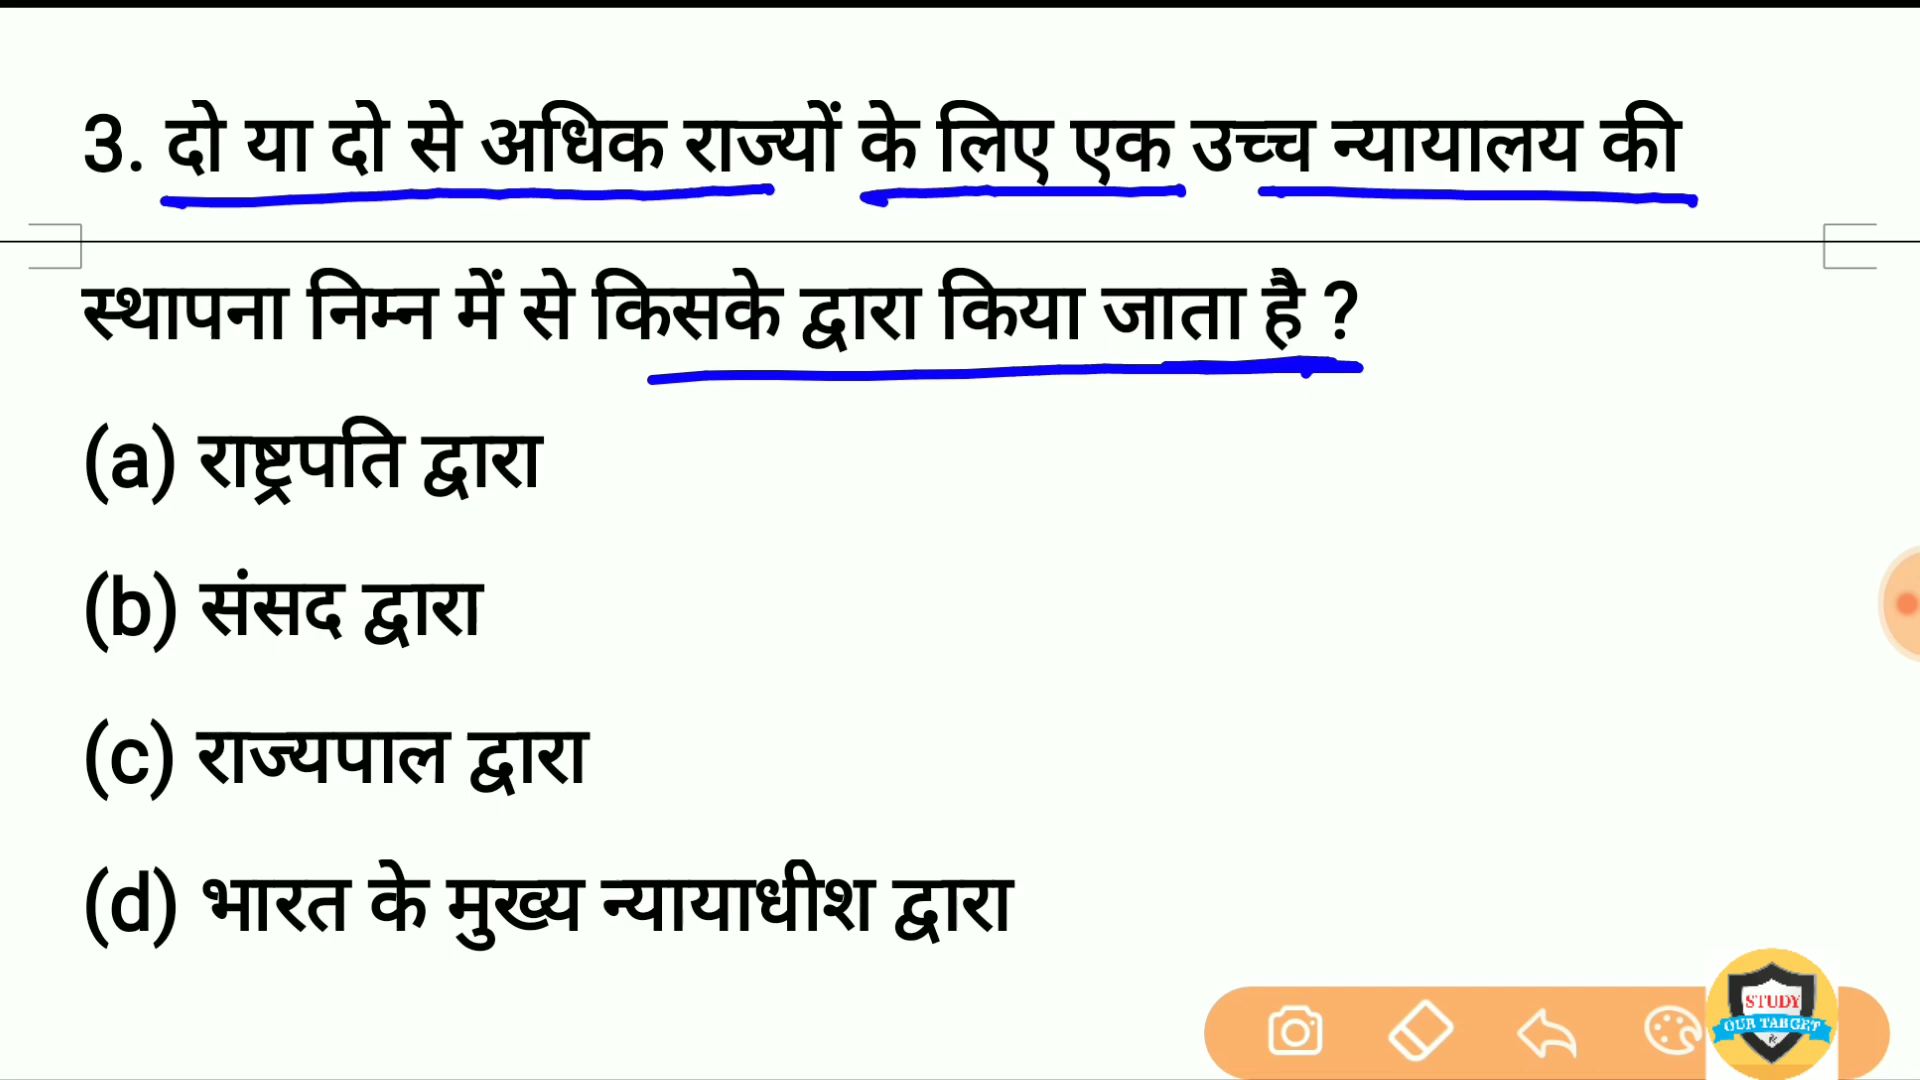 3. दो या दो से अधिक राज्यों के लिए एक उच्च न्यायालय की
स्थापना निम्न में से किसके द्वारा किया जाता है ?
(a) राष्ट्रपति द्वारा
(b) संसद द्वारा
(c) राज्यपाल द्वारा
(d) भारत के मुख्य न्यायाधीश द्वारा
STUDY
OUR TARGET